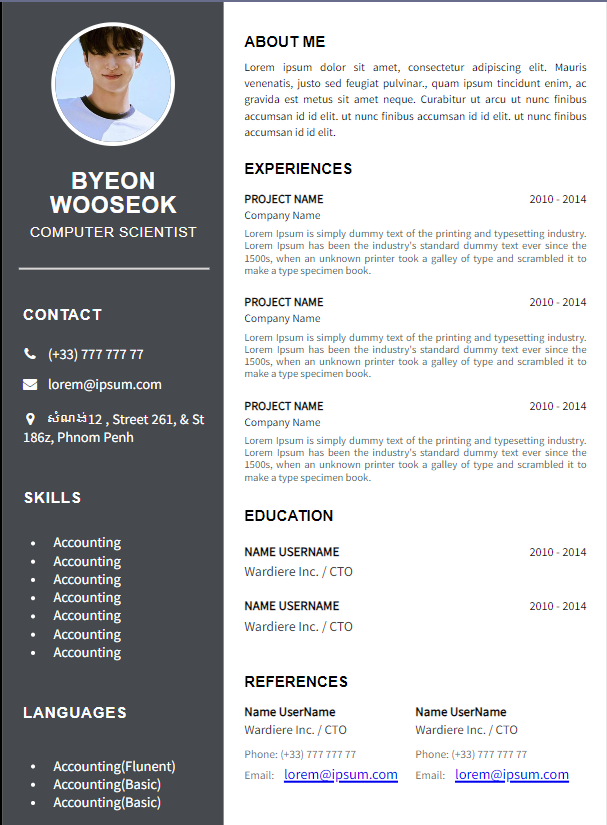 BYEON
WOOSEOK
COMPUTER SCIENTIST
CONTACT
(+33) 777 777 77
lorem@ipsum.com
សំណង់12 , Street 261, & St
186z, Phnom Penh
SKILLS
• Accounting
• Accounting
• Accounting
• Accounting
• Accounting
• Accounting
• Accounting
LANGUAGES
• Accounting(Flunent)
• Accounting(Basic)
• Accounting(Basic)
ABOUT ME
Lorem ipsum dolor sit amet, consectetur adipiscing elit. Mauris
venenatis, justo sed feugiat pulvinar., quam ipsum tincidunt enim, ac
gravida est metus sit amet neque. Curabitur ut arcu ut nunc finibus
accumsan id id elit. ut nunc finibus accumsan id id elit. ut nunc finibus
accumsan id id elit.
EXPERIENCES
PROJECT NAME 2010 - 2014
Company Name
Lorem Ipsum is simply dummy text of the printing and typesetting industry.
Lorem Ipsum has been the industry's standard dummy text ever since the
1500s, when an unknown printer took a galley of type and scrambled it to
make a type specimen book.
PROJECT NAME 2010 - 2014
Company Name
Lorem Ipsum is simply dummy text of the printing and typesetting industry.
Lorem Ipsum has been the industry's standard dummy text ever since the
1500s, when an unknown printer took a galley of type and scrambled it to
make a type specimen book.
PROJECT NAME 2010 - 2014
Company Name
Lorem Ipsum is simply dummy text of the printing and typesetting industry.
Lorem Ipsum has been the industry's standard dummy text ever since the
1500s, when an unknown printer took a galley of type and scrambled it to
make a type specimen book.
EDUCATION
NAME USERNAME 2010 - 2014
Wardiere Inc. / CTO
NAME USERNAME 2010 - 2014
Wardiere Inc. / CTO
REFERENCES
Name UserName
Wardiere Inc. / CTO
Phone: (+33) 777 777 77
Email: lorem@ipsum.com
Name UserName
Wardiere Inc. / CTO
Phone: (+33) 777 777 77
Email: lorem@ipsum.com